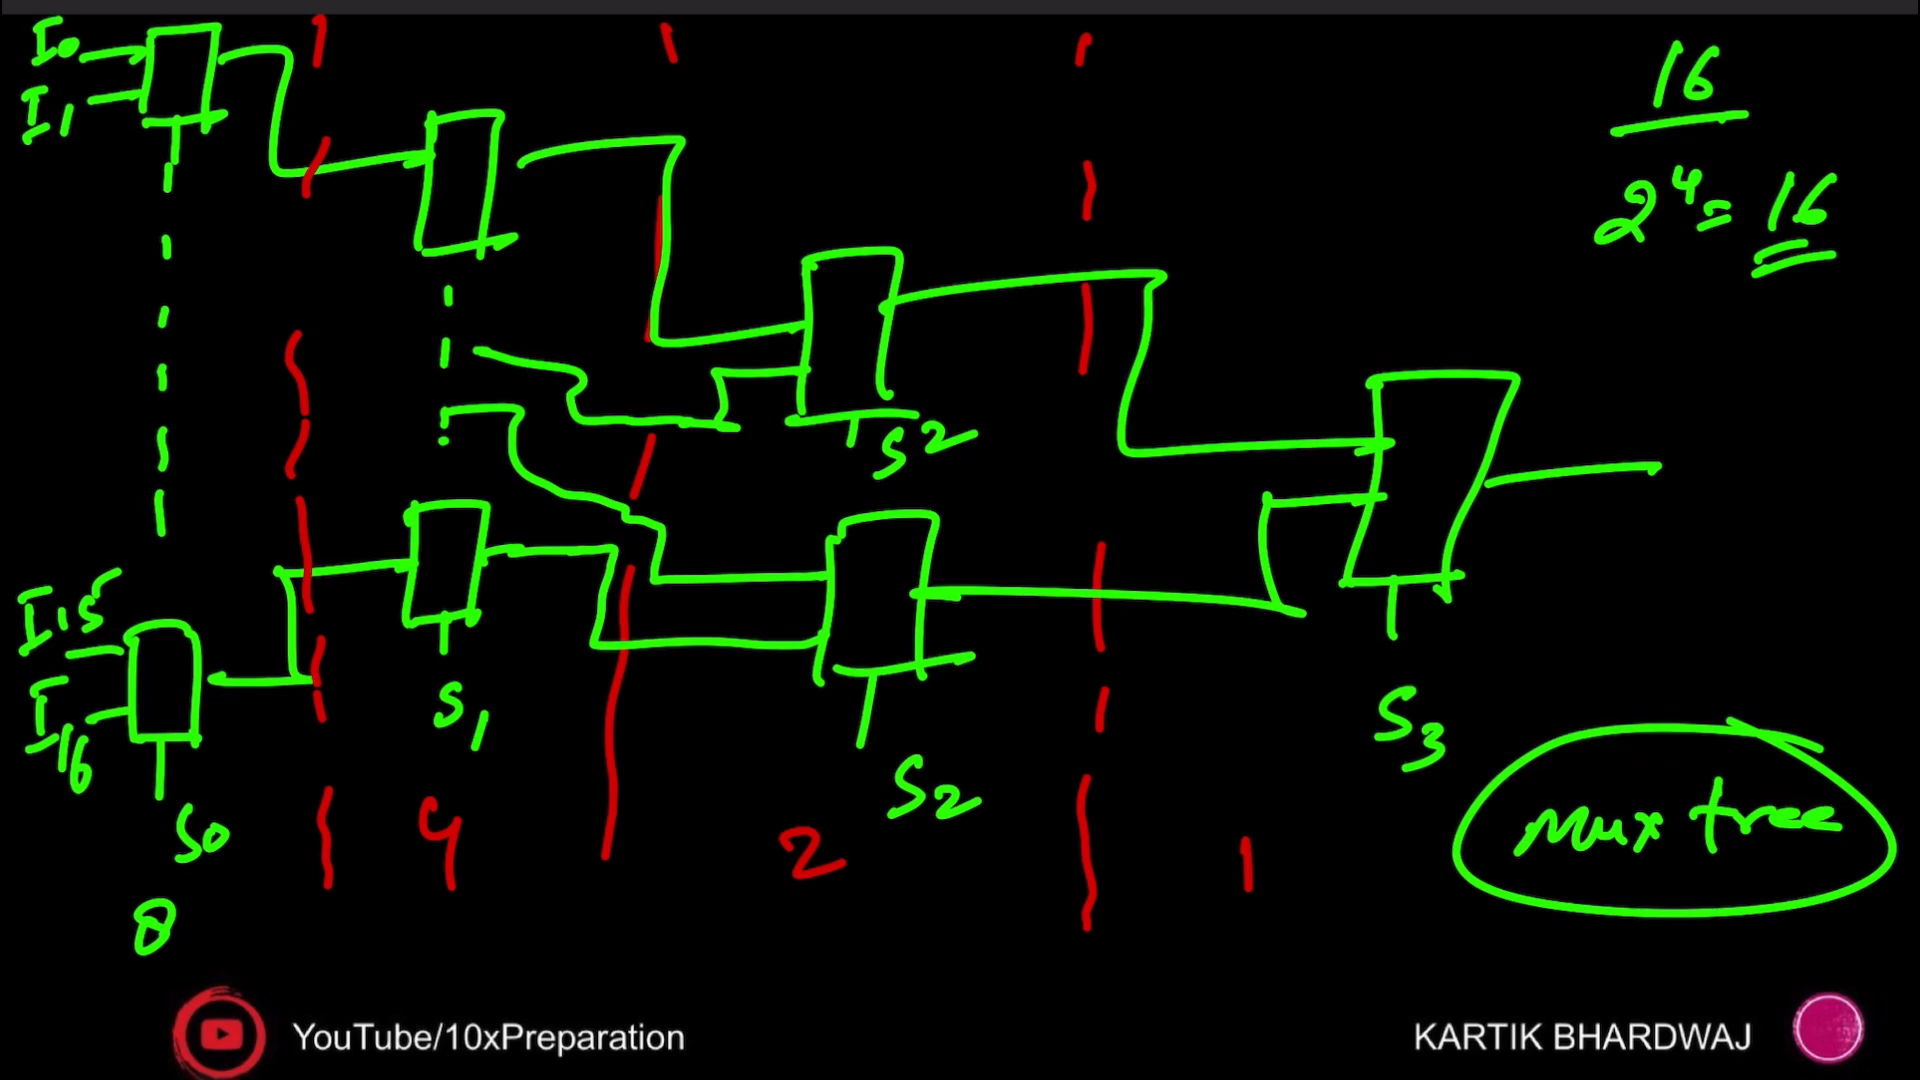 I0
I1
16
2^4 = 16
S2
I15
I16
S0
8
S1
4
S2
2
S3
1
Mux tree
YouTube/10xPreparation
KARTIK BHARDWAJ